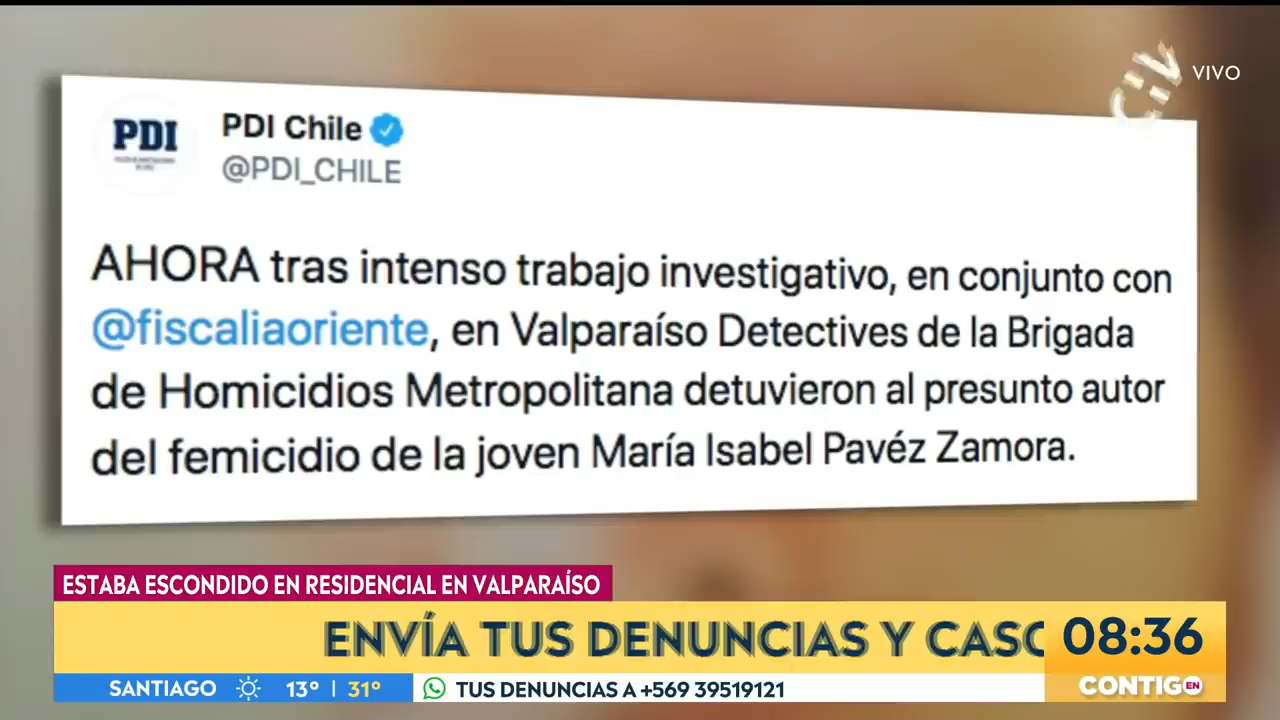 CHV VIVO
PDI
PDI Chile
@PDI_CHILE
AHORA tras intenso trabajo investigativo, en conjunto con
@fiscaliaoriente, en Valparaíso Detectives de la Brigada
de Homicidios Metropolitana detuvieron al presunto autor
del femicidio de la joven María Isabel Pavéz Zamora.
ESTABA ESCONDIDO EN RESIDENCIAL EN VALPARAÍSO
ENVÍA TUS DENUNCIAS Y CASO
08:36
SANTIAGO 13° | 31° TUS DENUNCIAS A +569 39519121
CONTIGO EN